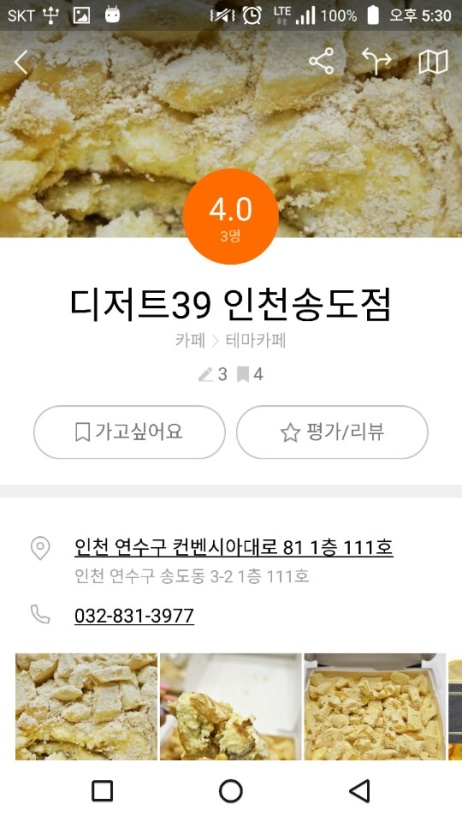 SKT LTE 100% 오후 5:30
4.0
3명
디저트39 인천송도점
카페 > 테마카페
3 4
가고싶어요 평가/리뷰
인천 연수구 컨벤시아대로 81 1층 111호
인천 연수구 송도동 3-2 1층 111호
032-831-3977